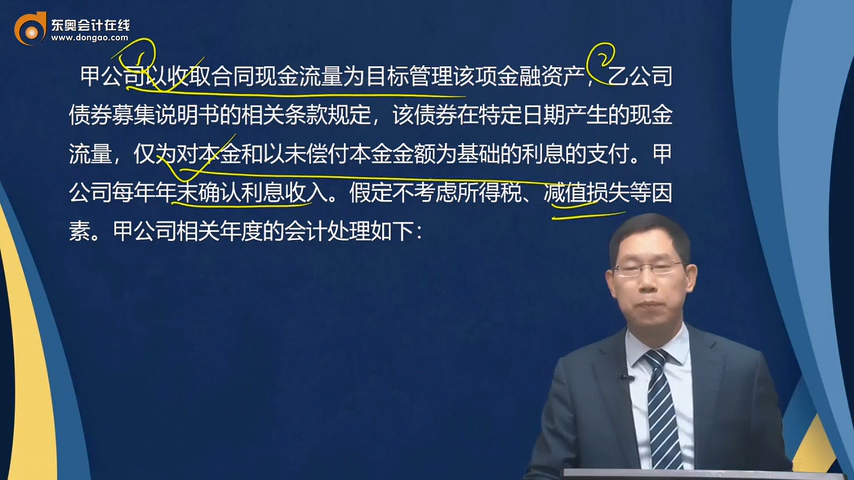 东奥会计在线
www.dongao.com
① ②
甲公司以收取合同现金流量为目标管理该项金融资产，乙公司
债券募集说明书的相关条款规定，该债券在特定日期产生的现金
流量，仅为对本金和以未偿付本金金额为基础的利息的支付。甲
公司每年年末确认利息收入。假定不考虑所得税、减值损失等因
素。甲公司相关年度的会计处理如下：